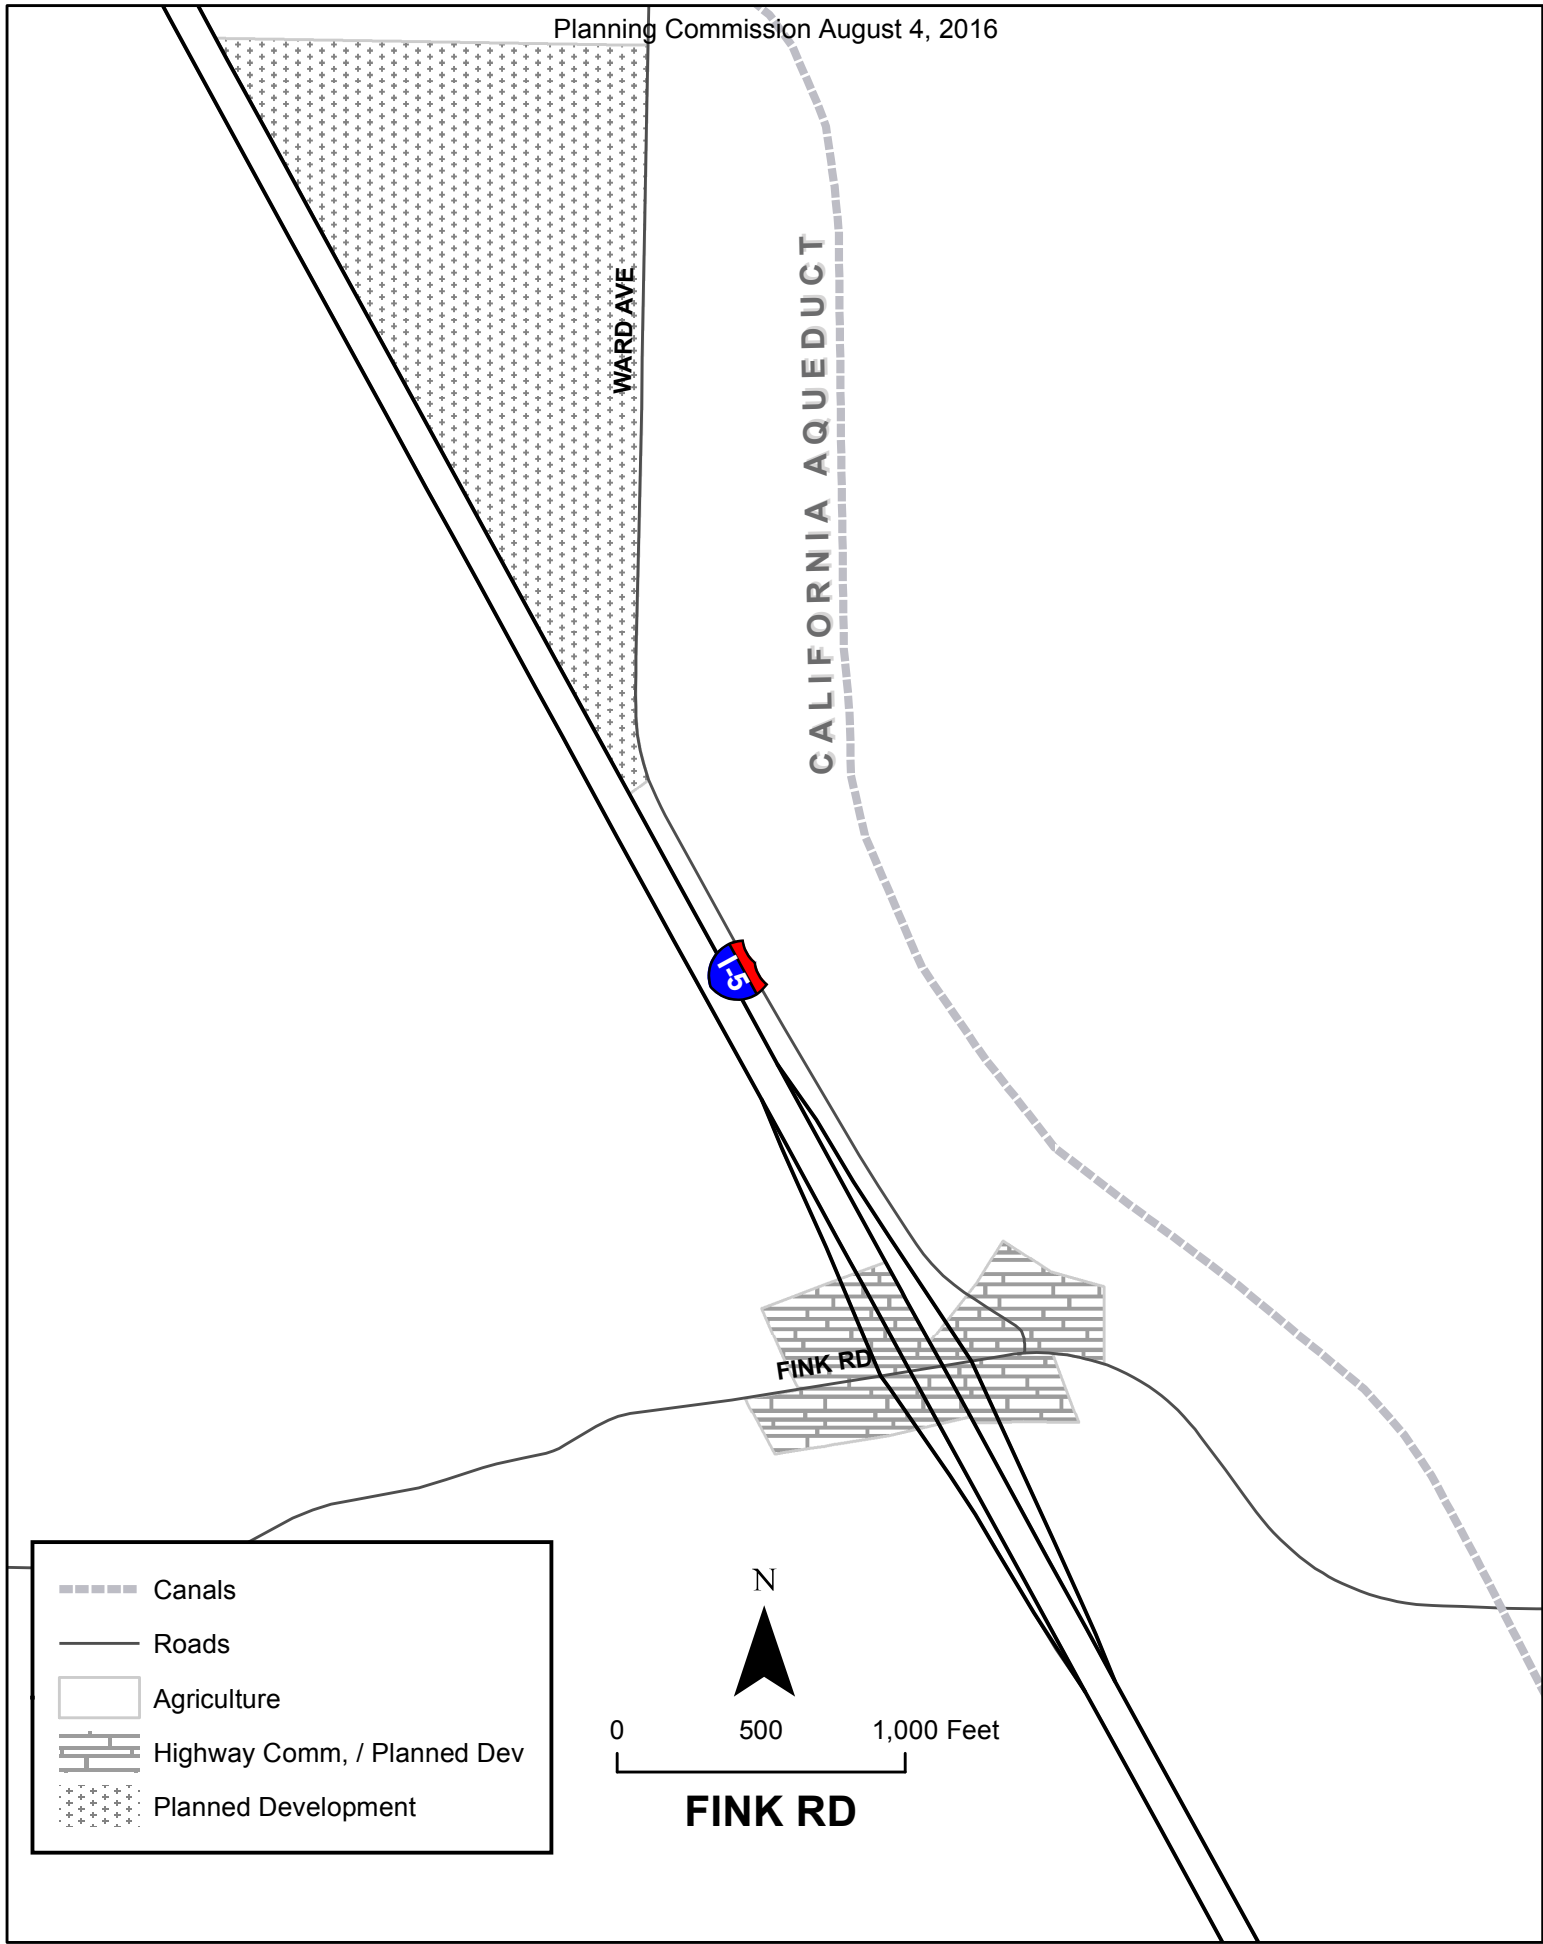 Planning Commission August 4, 2016
WARD AVE
CALIFORNIA AQUEDUCT
I-5
FINK RD
Canals
Roads
Agriculture
Highway Comm, / Planned Dev
Planned Development
N
0 500 1,000 Feet
FINK RD